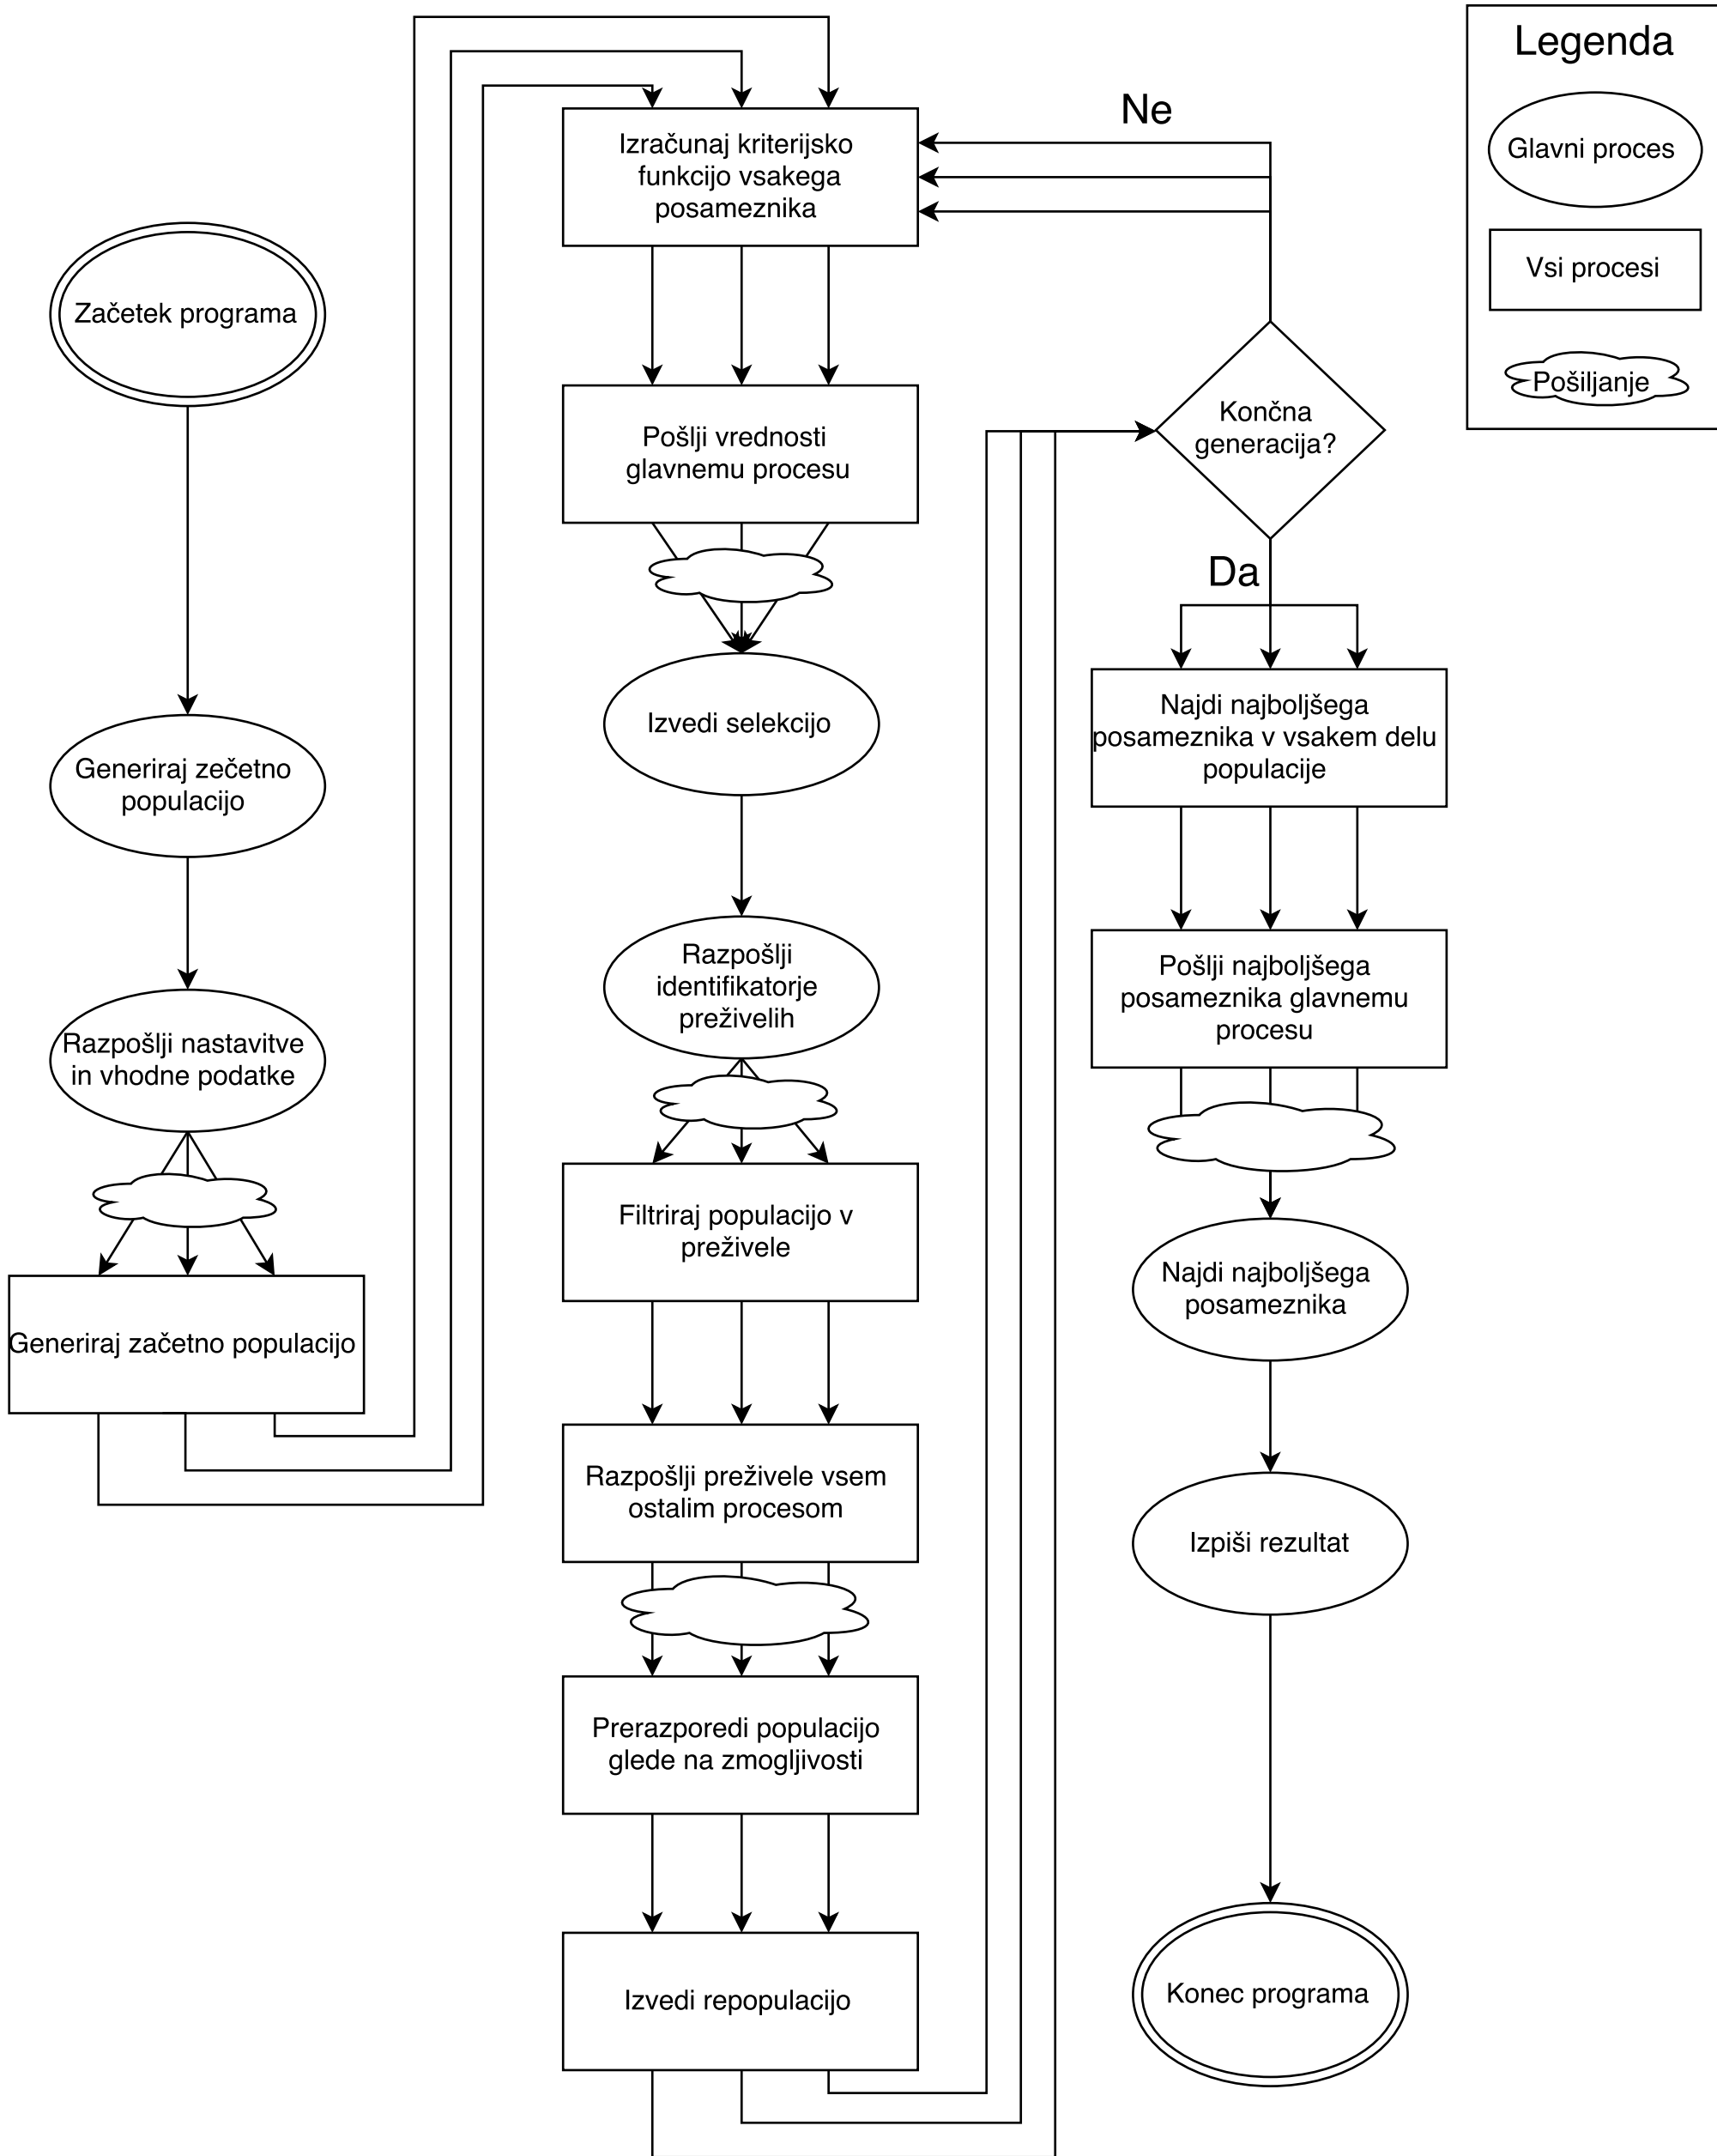 Začetek programa
Generiraj zečetno
populacijo
Razpošlji nastavitve
in vhodne podatke
Generiraj začetno populacijo
Izračunaj kriterijsko
funkcijo vsakega
posameznika
Pošlji vrednosti
glavnemu procesu
Izvedi selekcijo
Razpošlji
identifikatorje
preživelih
Filtriraj populacijo v
preživele
Razpošlji preživele vsem
ostalim procesom
Prerazporedi populacijo
glede na zmogljivosti
Izvedi repopulacijo
Ne
Končna
generacija?
Da
Najdi najboljšega
posameznika v vsakem delu
populacije
Pošlji najboljšega
posameznika glavnemu
procesu
Najdi najboljšega
posameznika
Izpiši rezultat
Konec programa
Legenda
Glavni proces
Vsi procesi
Pošiljanje